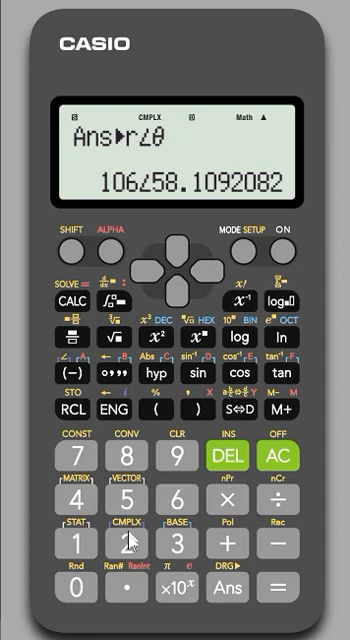 CASIO
S CMPLX D Math ▲
Ans▶r∠θ
106∠58.1092082
SHIFT ALPHA MODE SETUP ON
SOLVE = : x!
CALC x⁻¹ log
x³ DEC HEX 10 BIN e OCT
√ x² x log ln
∠ A ← B Abs C sin⁻¹ D cos⁻¹ E tan⁻¹ F
(−) °’’’ hyp sin cos tan
STO ← i % , X Y M− M
RCL ENG ( ) S⇔D M+
CONST CONV CLR INS OFF
7 8 9 DEL AC
MATRIX VECTOR nPr nCr
4 5 6 × ÷
STAT CMPLX BASE Pol Rec
1 2 3 + −
Rnd Ran# RanInt π e DRG▶
0 • ×10ˣ Ans =